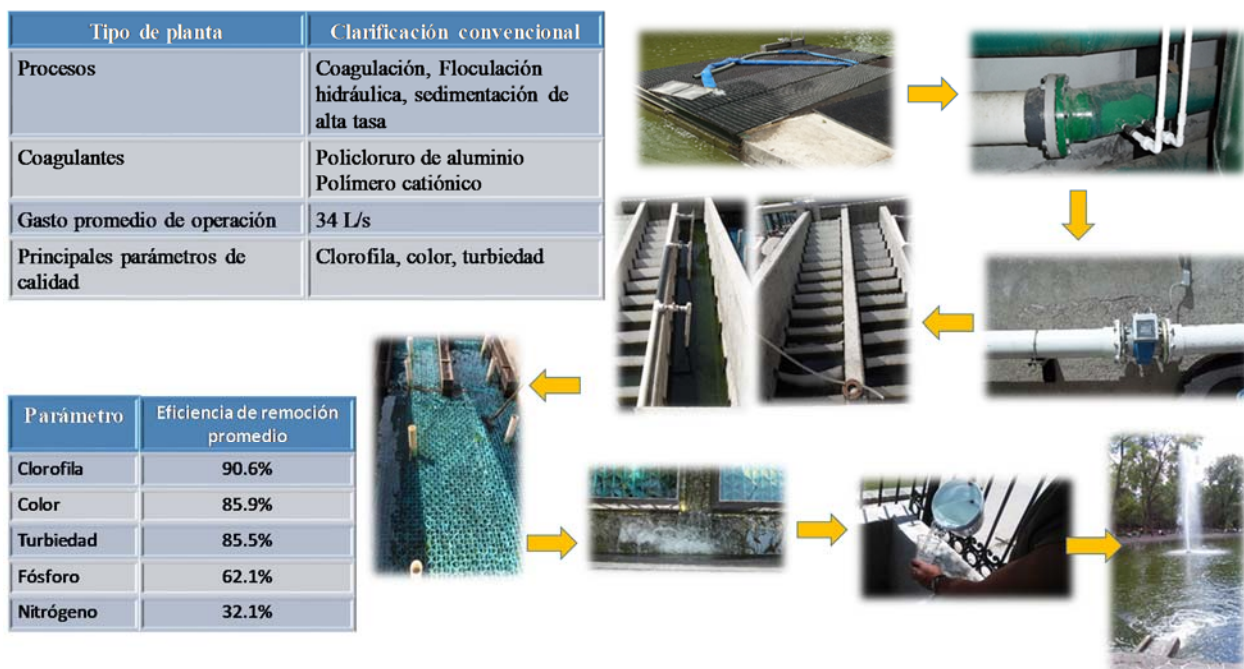 Tipo de planta Clarificación convencional
Procesos Coagulación, Floculación
hidráulica, sedimentación de
alta tasa
Coagulantes Policloruro de aluminio
Polímero catiónico
Gasto promedio de operación 34 L/s
Principales parámetros de Clorofila, color, turbiedad
calidad
Parámetro Eficiencia de remoción
promedio
Clorofila 90.6%
Color 85.9%
Turbiedad 85.5%
Fósforo 62.1%
Nitrógeno 32.1%